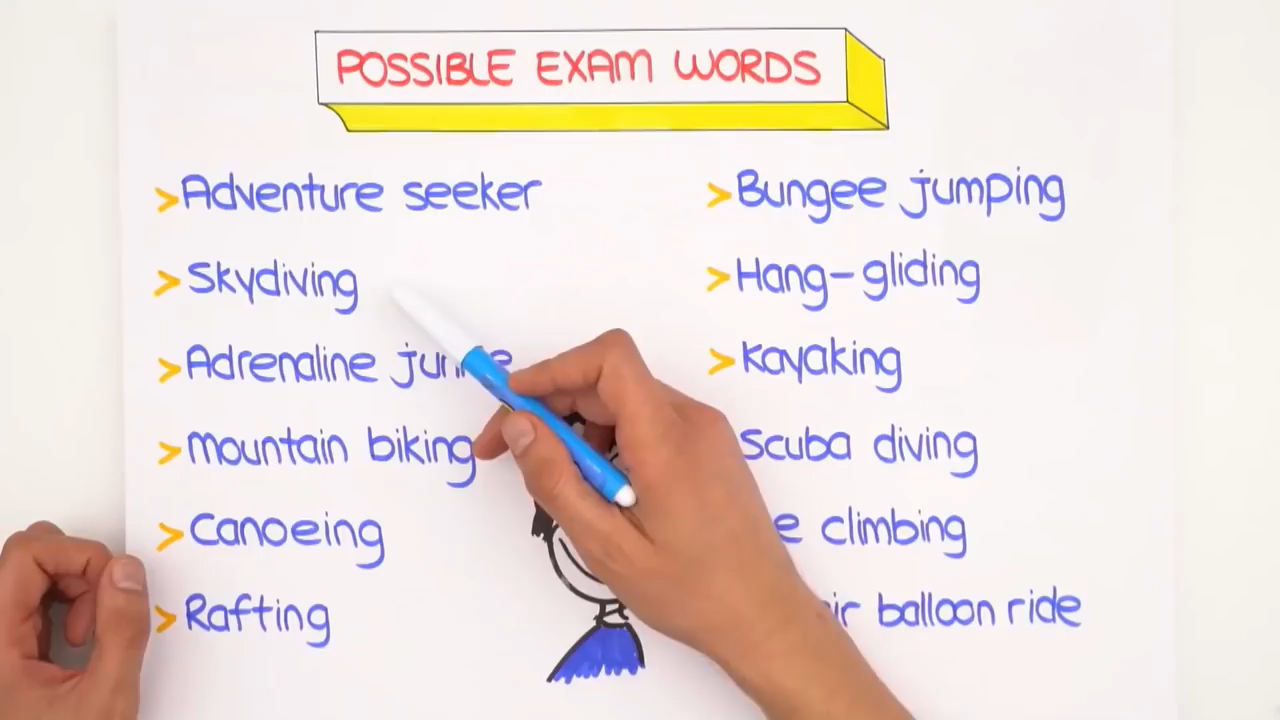 POSSIBLE EXAM WORDS
>Adventure seeker
>Skydiving
>Adrenaline
>Mountain biking
>Canoeing
>Rafting
>Bungee jumping
>Hang-gliding
>Kayaking
Scuba diving
climbing
balloon ride